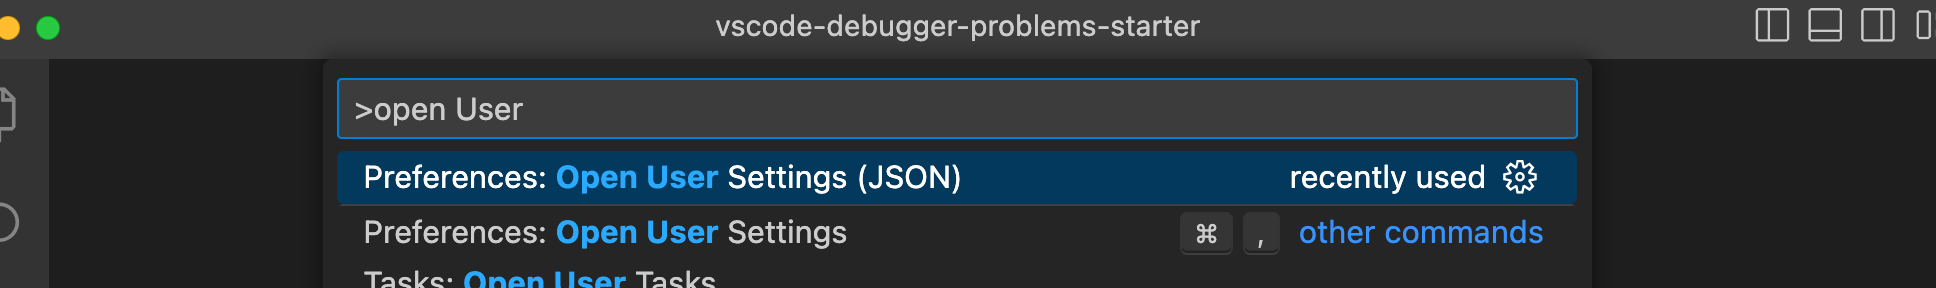 vscode-debugger-problems-starter
>open User
Preferences: Open User Settings (JSON) recently used
Preferences: Open User Settings ⌘ , other commands
Tasks: Open User Tasks